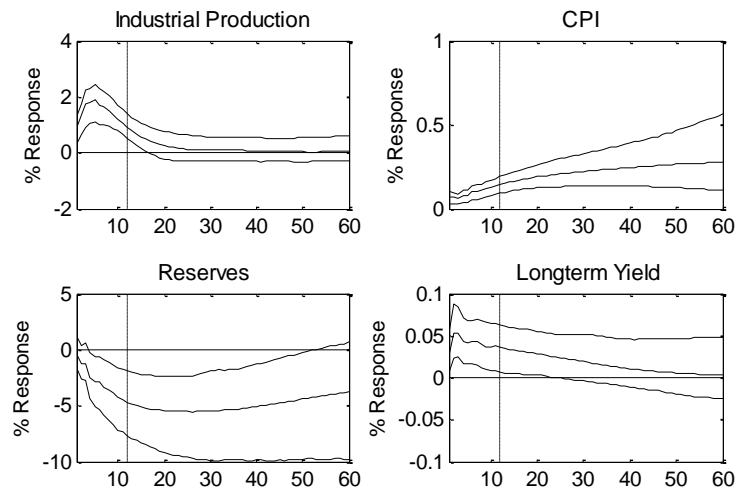 Industrial Production
4
2
0
-2
% Response
10 20 30 40 50 60
CPI
1
0.5
0
% Response
10 20 30 40 50 60
Reserves
5
0
-5
-10
% Response
10 20 30 40 50 60
Longterm Yield
0.1
0.05
0
-0.05
-0.1
% Response
10 20 30 40 50 60